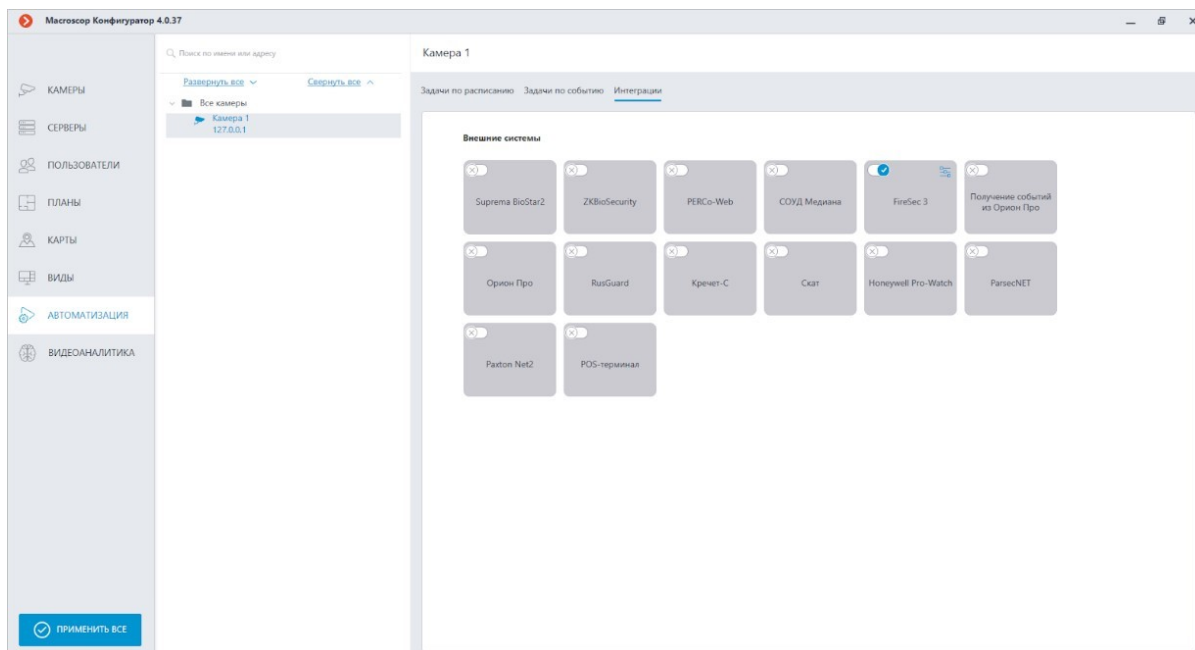 Macroscop Конфигуратор 4.0.37
Поиск по имени или адресу
Камера 1
Развернуть все
Свернуть все
Задачи по расписанию Задачи по событию Интеграции
КАМЕРЫ
Все камеры
Камера 1
127.0.0.1
СЕРВЕРЫ
ПОЛЬЗОВАТЕЛИ
ПЛАНЫ
КАРТЫ
ВИДЫ
АВТОМАТИЗАЦИЯ
ВИДЕОАНАЛИТИКА
ПРИМЕНИТЬ ВСЕ
Внешние системы
Suprema BioStar2
ZKBioSecurity
PERCo-Web
СОУД Медиана
FireSec 3
Получение событий
из Орион Про
Орион Про
RusGuard
Кречет-С
Скат
Honeywell Pro-Watch
ParsecNET
Paxton Net2
POS-терминал